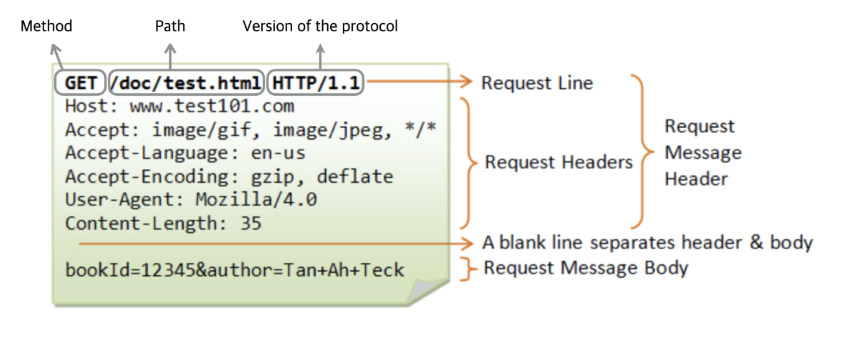 Method Path Version of the protocol
GET /doc/test.html HTTP/1.1
Host: www.test101.com
Accept: image/gif, image/jpeg, */*
Accept-Language: en-us
Accept-Encoding: gzip, deflate
User-Agent: Mozilla/4.0
Content-Length: 35
bookId=12345&author=Tan+Ah+Teck
Request Line
Request Headers
Request
Message
Header
A blank line separates header & body
Request Message Body